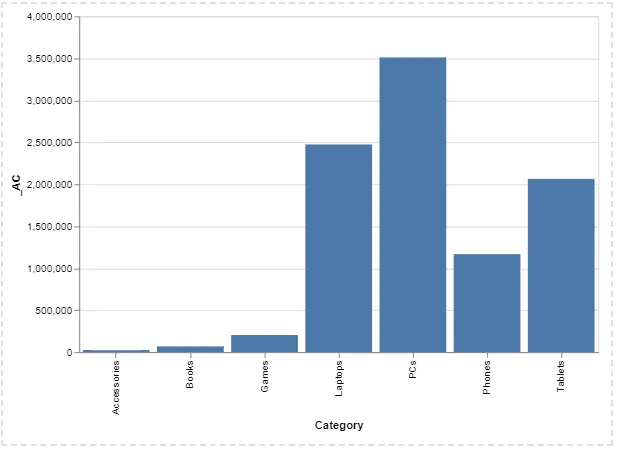 4,000,000
3,500,000
3,000,000
2,500,000
2,000,000
1,500,000
1,000,000
500,000
0
_AC
Accessories
Books
Games
Laptops
PCs
Phones
Tablets
Category